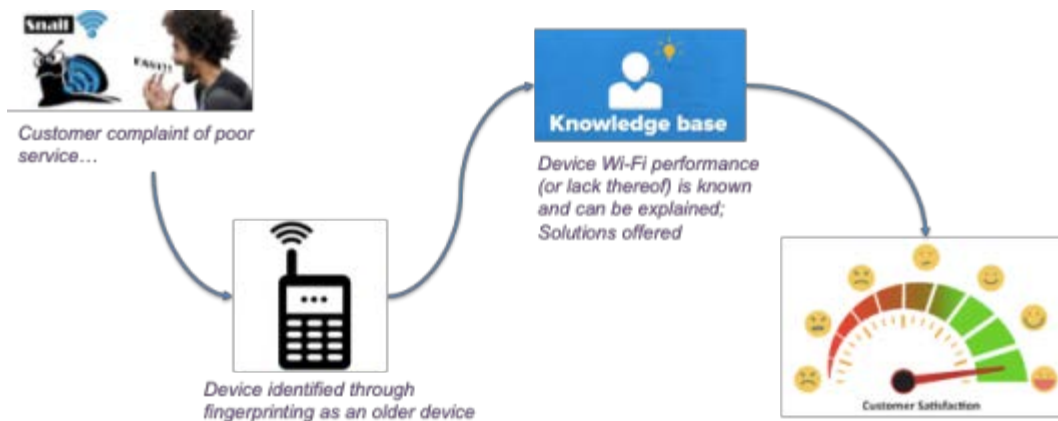 Snail
Customer complaint of poor
service…
Knowledge base
Device Wi-Fi performance
(or lack thereof) is known
and can be explained;
Solutions offered
Device identified through
fingerprinting as an older device
Customer Satisfaction